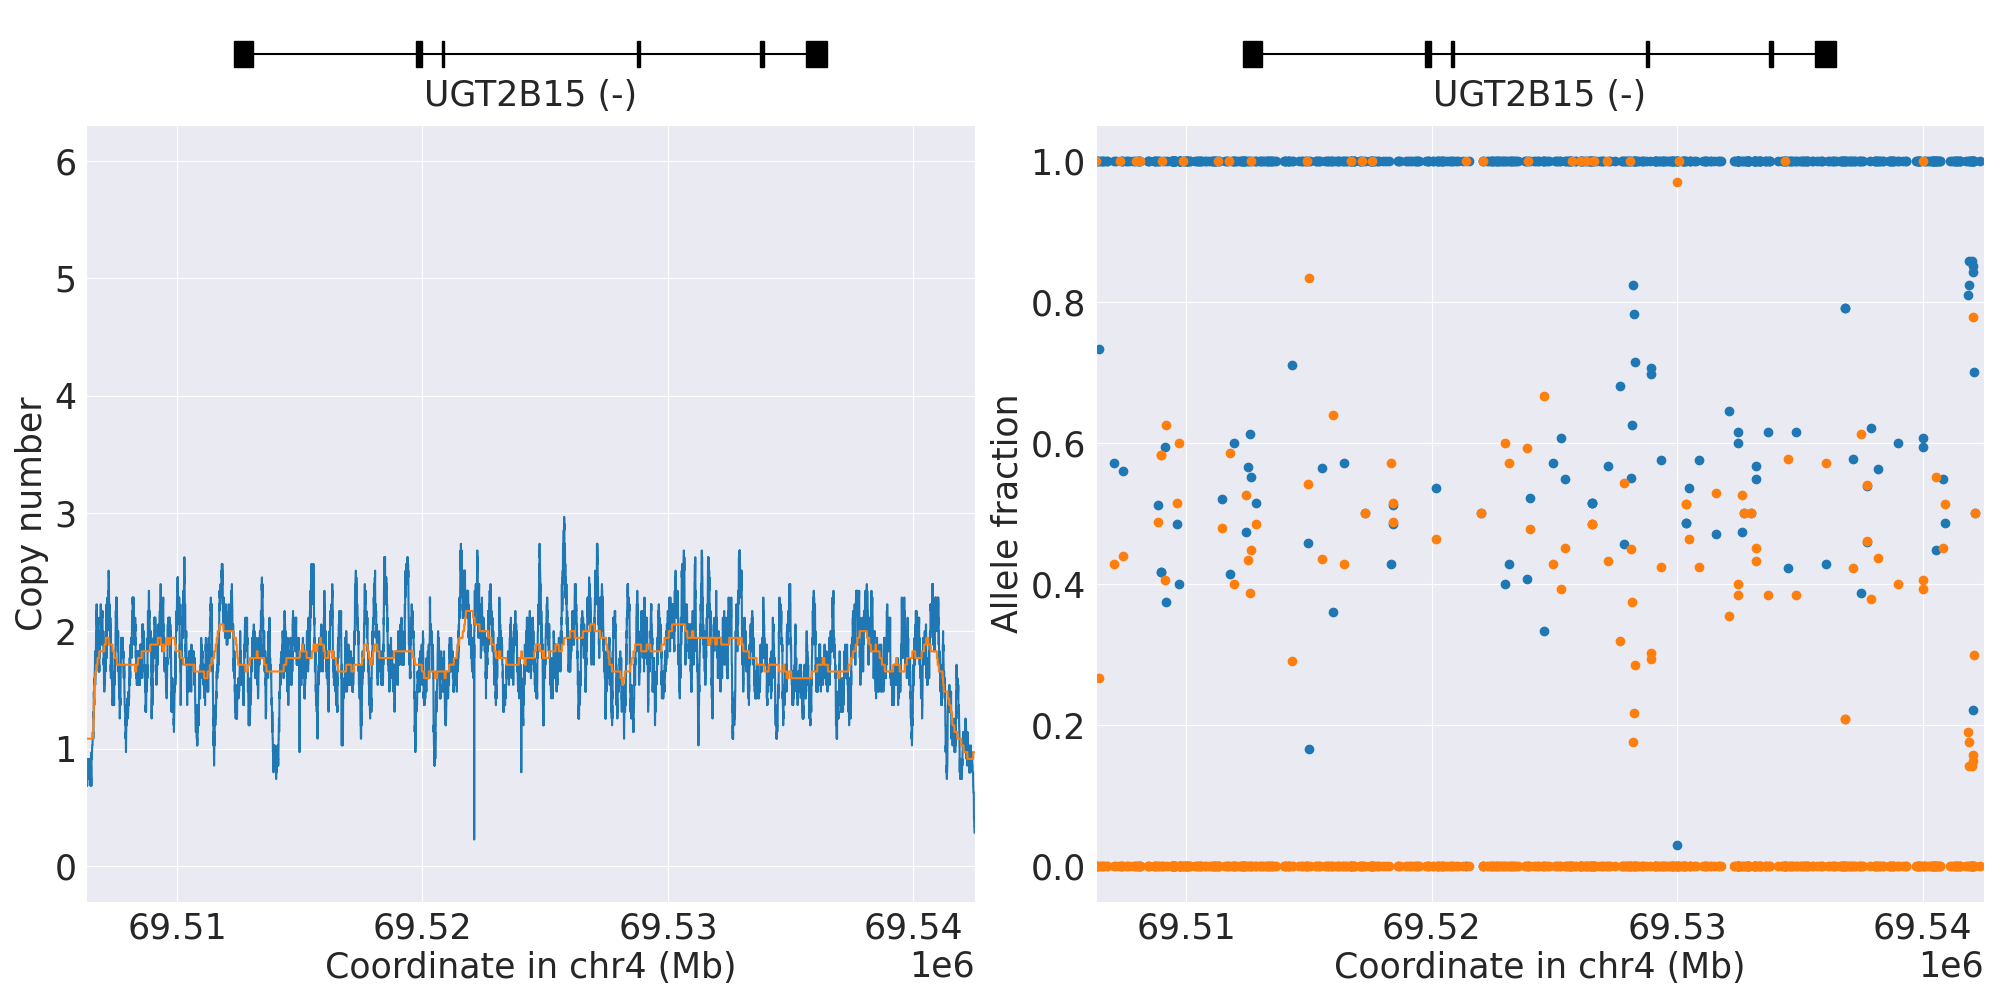 UGT2B15 (-)
6
5
4
3
2
1
0
Copy number
69.51 69.52 69.53 69.54
Coordinate in chr4 (Mb)
1e6
UGT2B15 (-)
1.0
0.8
0.6
0.4
0.2
0.0
Allele fraction
69.51 69.52 69.53 69.54
Coordinate in chr4 (Mb)
1e6